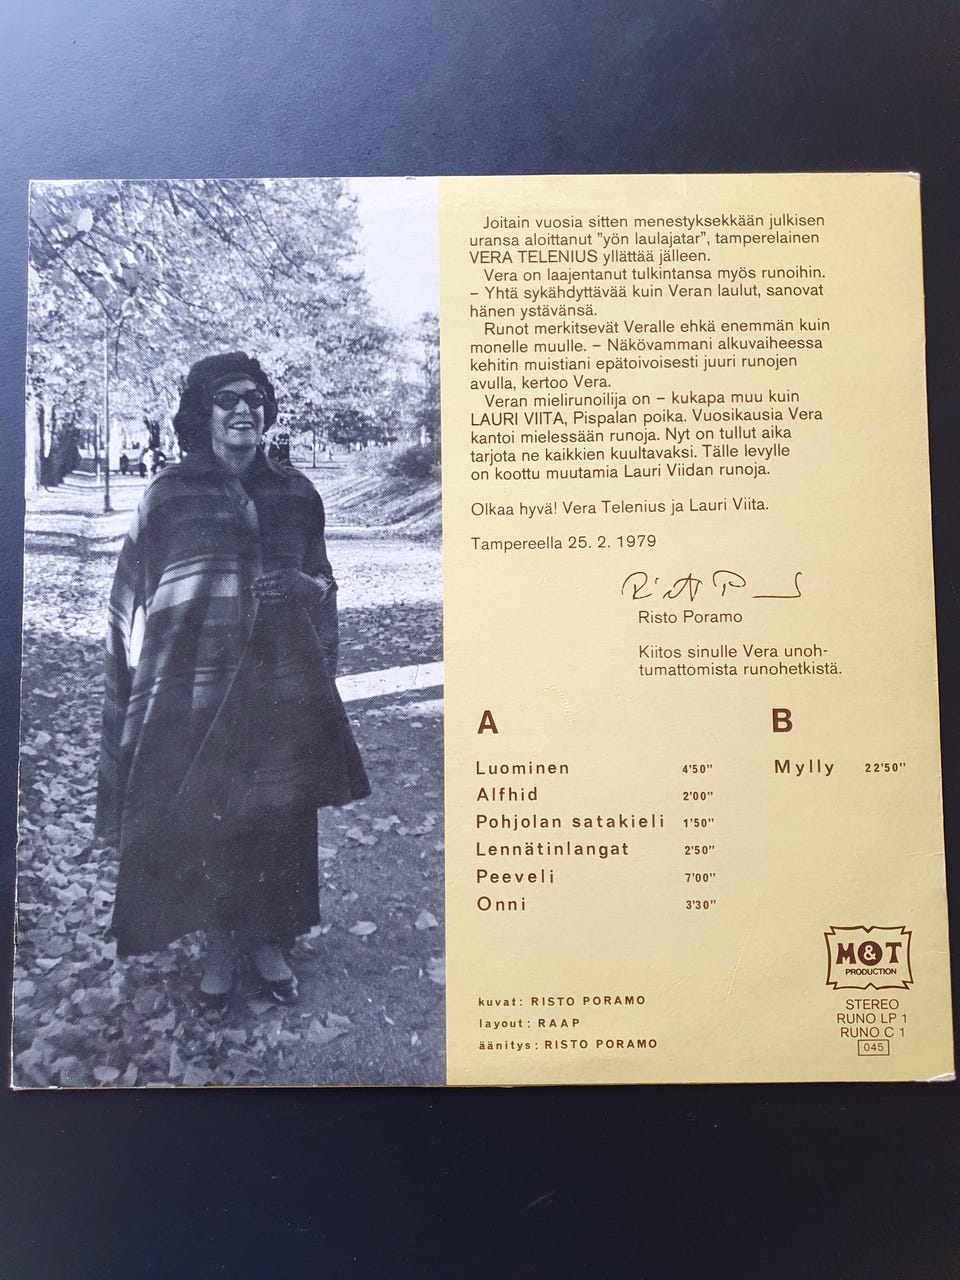 Joitain vuosia sitten menestyksekkään julkisen
uransa aloittanut "yön laulajatar", tamperelainen
VERA TELENIUS yllättää jälleen.
Vera on laajentanut tulkintansa myös runoihin.
– Yhtä sykähdyttävää kuin Veran laulut, sanovat
hänen ystävänsä.
Runot merkitsevät Veralle ehkä enemmän kuin
monelle muulle. – Näkövammani alkuvaiheessa
kehitin muistiani epätoivoisesti juuri runojen
avulla, kertoo Vera.
Veran mielirunoilija on – kukapa muu kuin
LAURI VIITA, Pispalan poika. Vuosikausia Vera
kantoi mielessään runoja. Nyt on tullut aika
tarjota ne kaikkien kuultavaksi. Tälle levylle
on koottu muutamia Lauri Viidan runoja.
Olkaa hyvä! Vera Telenius ja Lauri Viita.
Tampereella 25. 2. 1979
Risto Poramo
Kiitos sinulle Vera unoh-
tumattomista runohetkistä.
A
Luominen 4'50"
Alfhid 2'00"
Pohjolan satakieli 1'50"
Lennätinlangat 2'50"
Peeveli 7'00"
Onni 3'30"
B
Mylly 22'50"
kuvat: RISTO PORAMO
layout: RAAP
äänitys: RISTO PORAMO
M&T
PRODUCTION
STEREO
RUNO LP 1
RUNO C 1
045